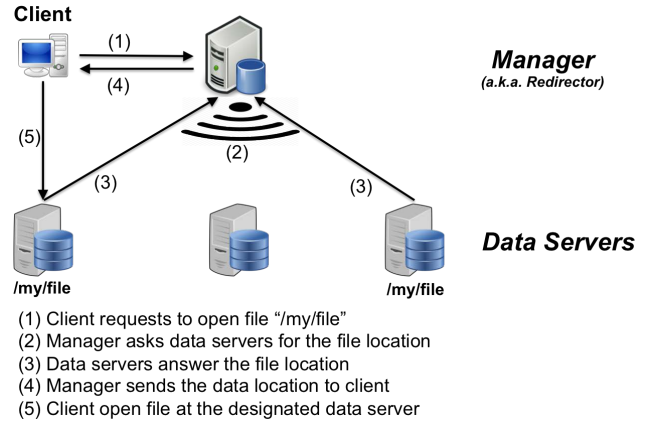 Client
(1)
Manager
(4)
(a.k.a. Redirector)
(5)
(2)
(3)
(3)
Data Servers
/my/file
/my/file
(1) Client requests to open file “/my/file”
(2) Manager asks data servers for the file location
(3) Data servers answer the file location
(4) Manager sends the data location to client
(5) Client open file at the designated data server